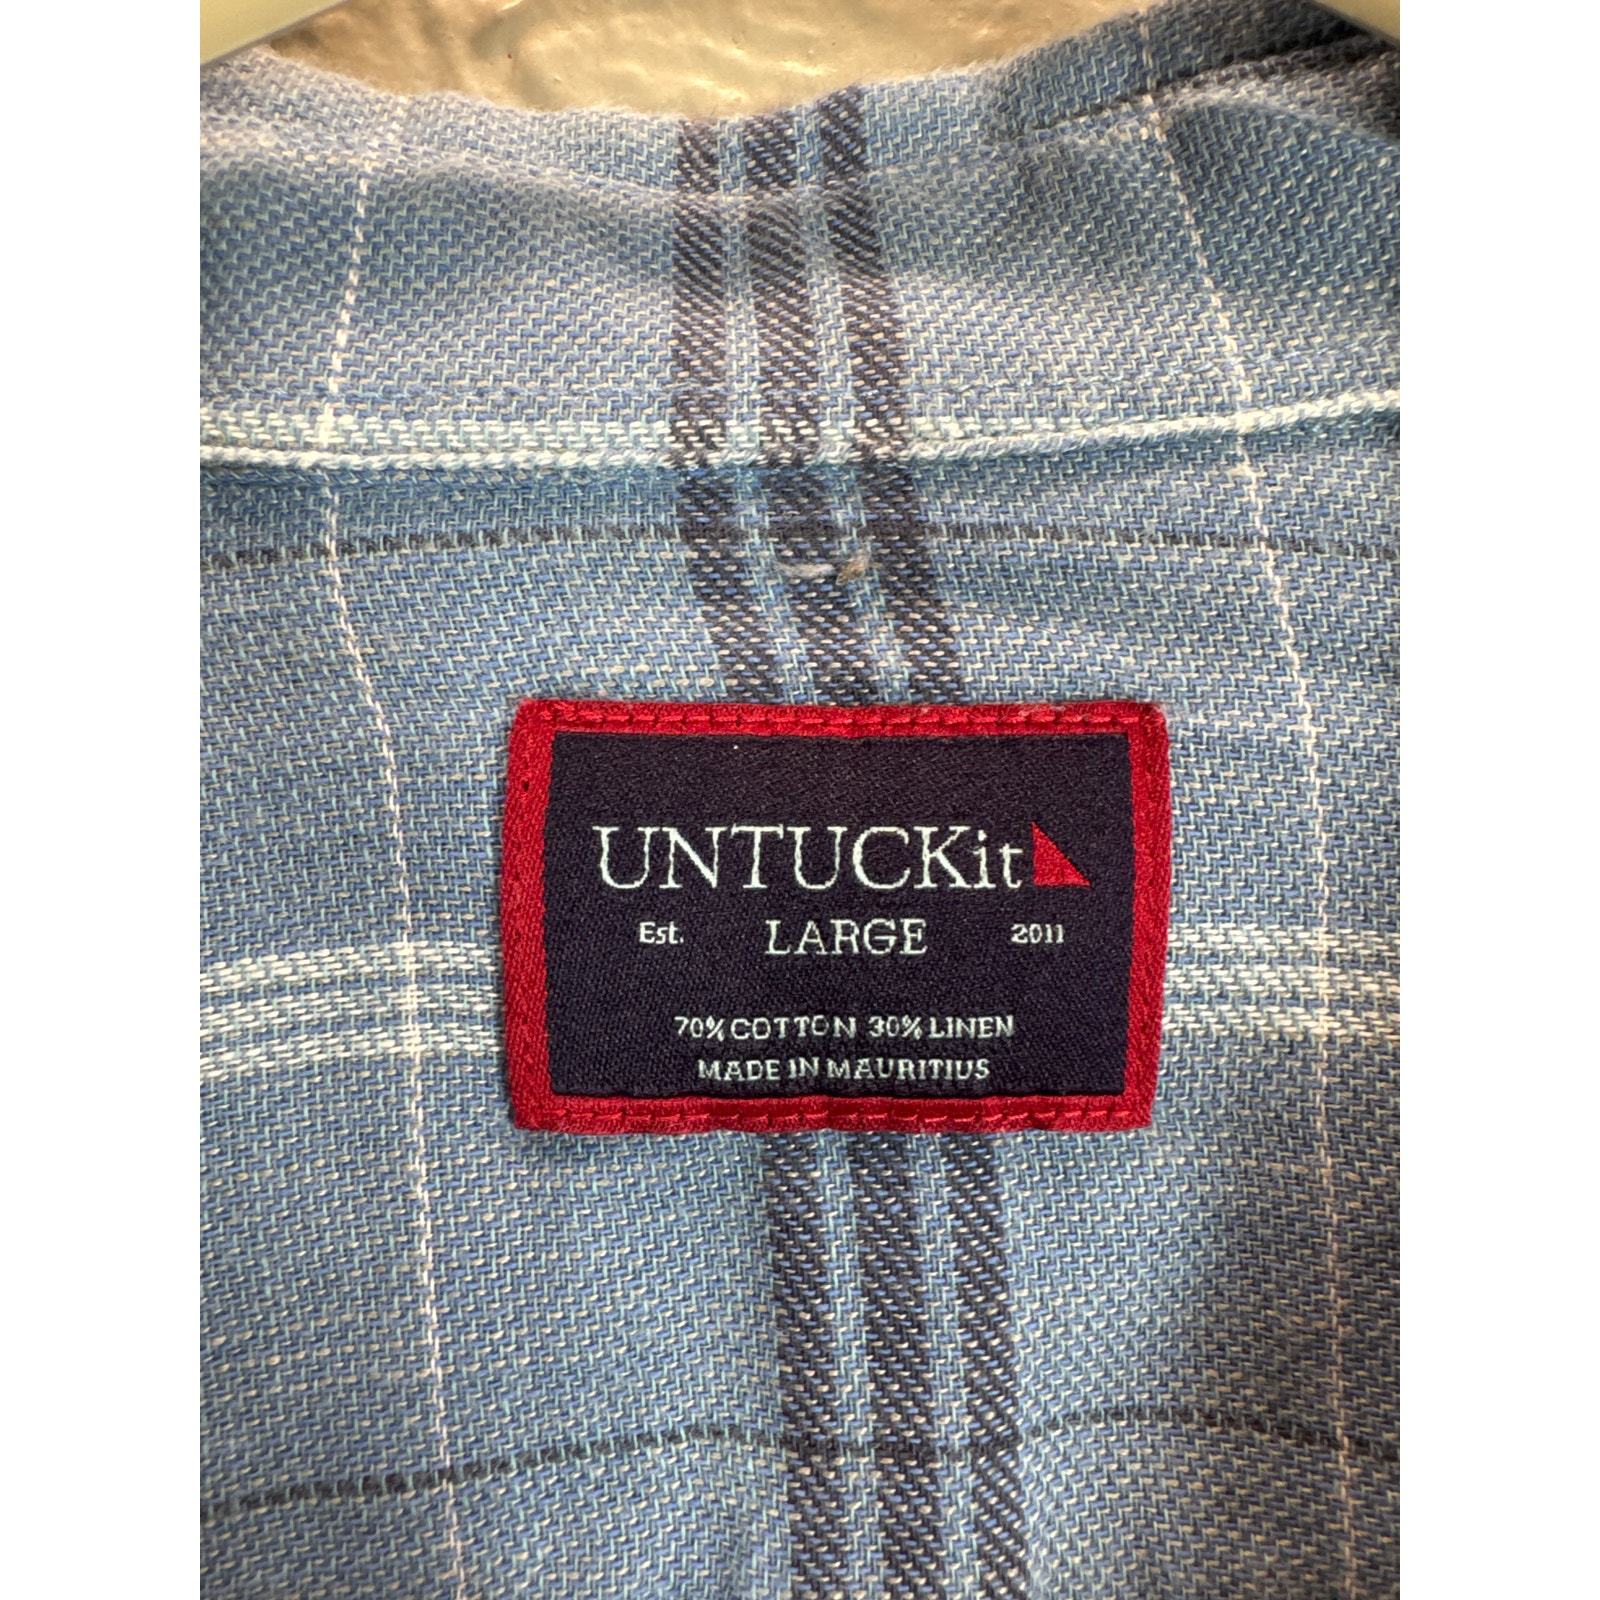 UNTUCKit
Est. LARGE 2011
70% COTTON 30% LINEN
MADE IN MAURITIUS